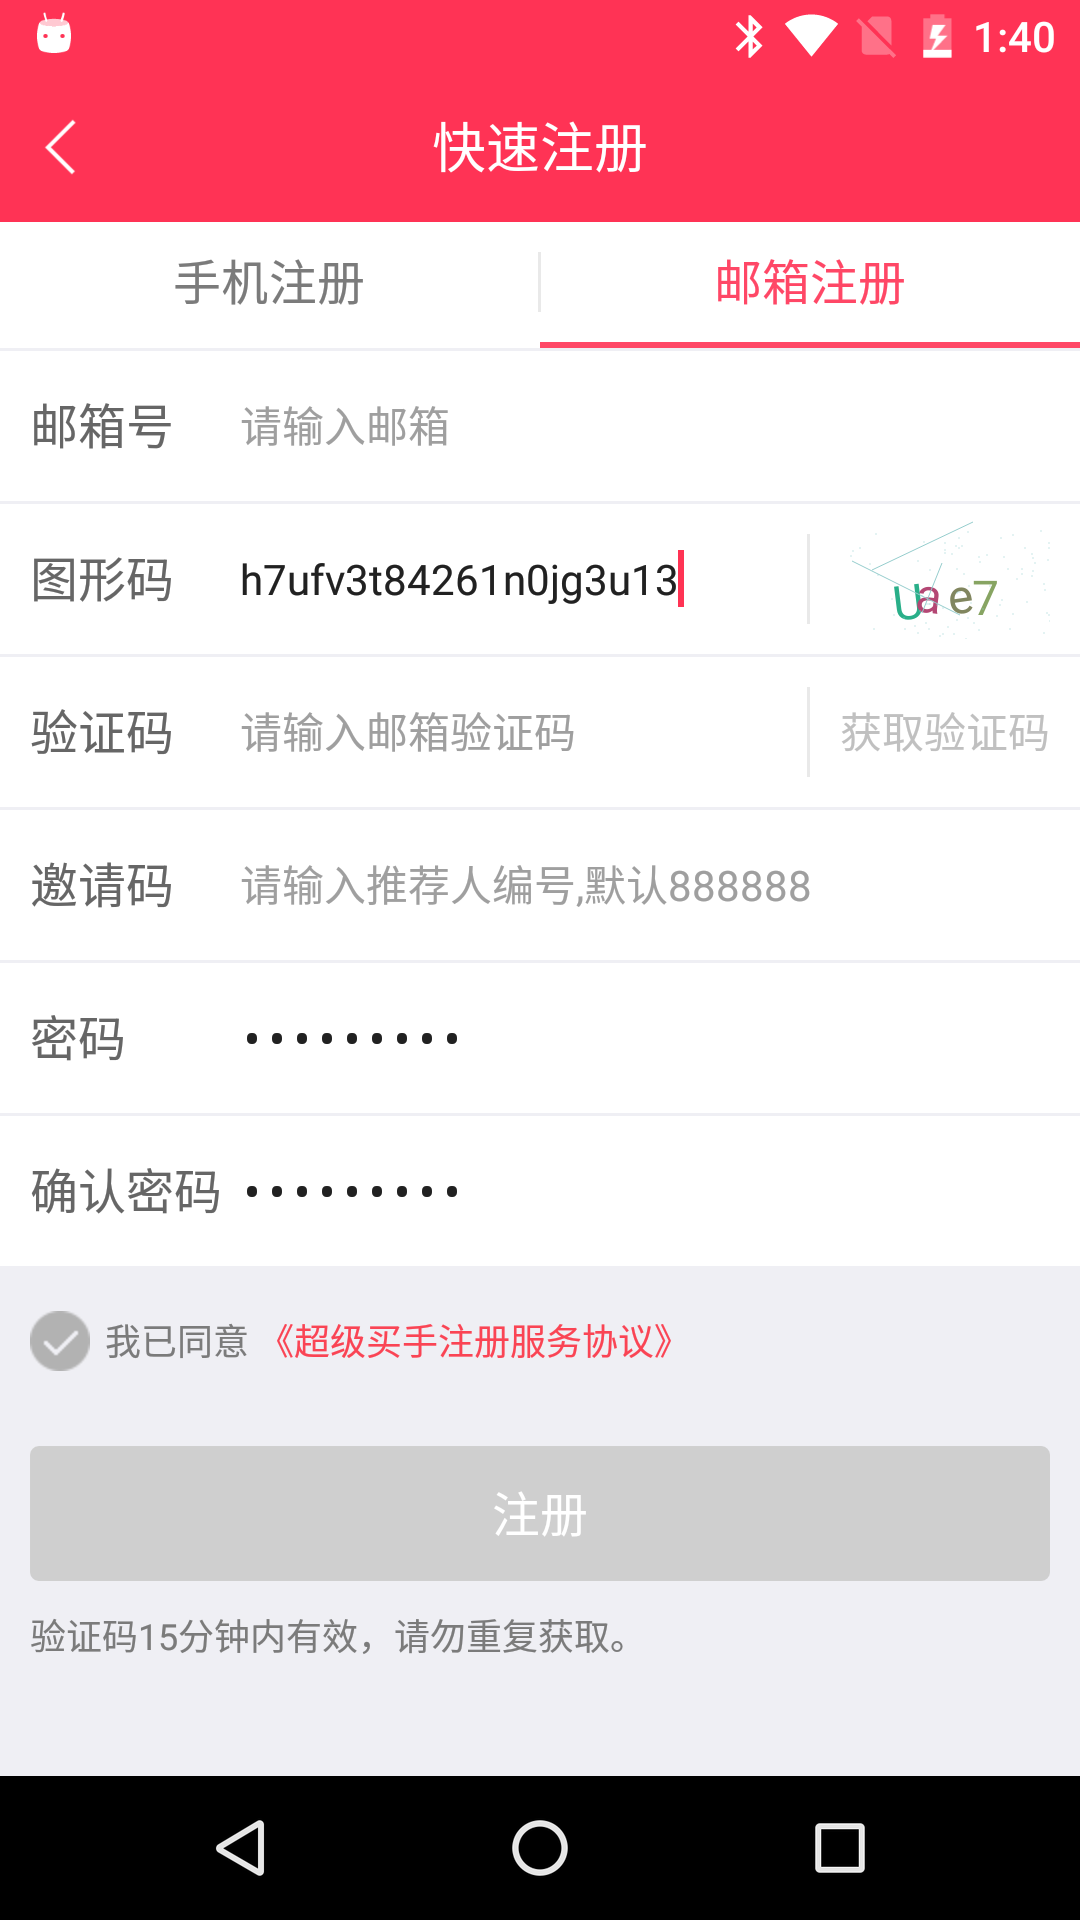 1:40
快速注册
手机注册
邮箱注册
邮箱号 请输入邮箱
图形码 h7ufv3t84261n0jg3u13 Uae7
验证码 请输入邮箱验证码 获取验证码
邀请码 请输入推荐人编号,默认888888
密码 •••••••••
确认密码 •••••••••
我已同意《超级买手注册服务协议》
注册
验证码15分钟内有效，请勿重复获取。